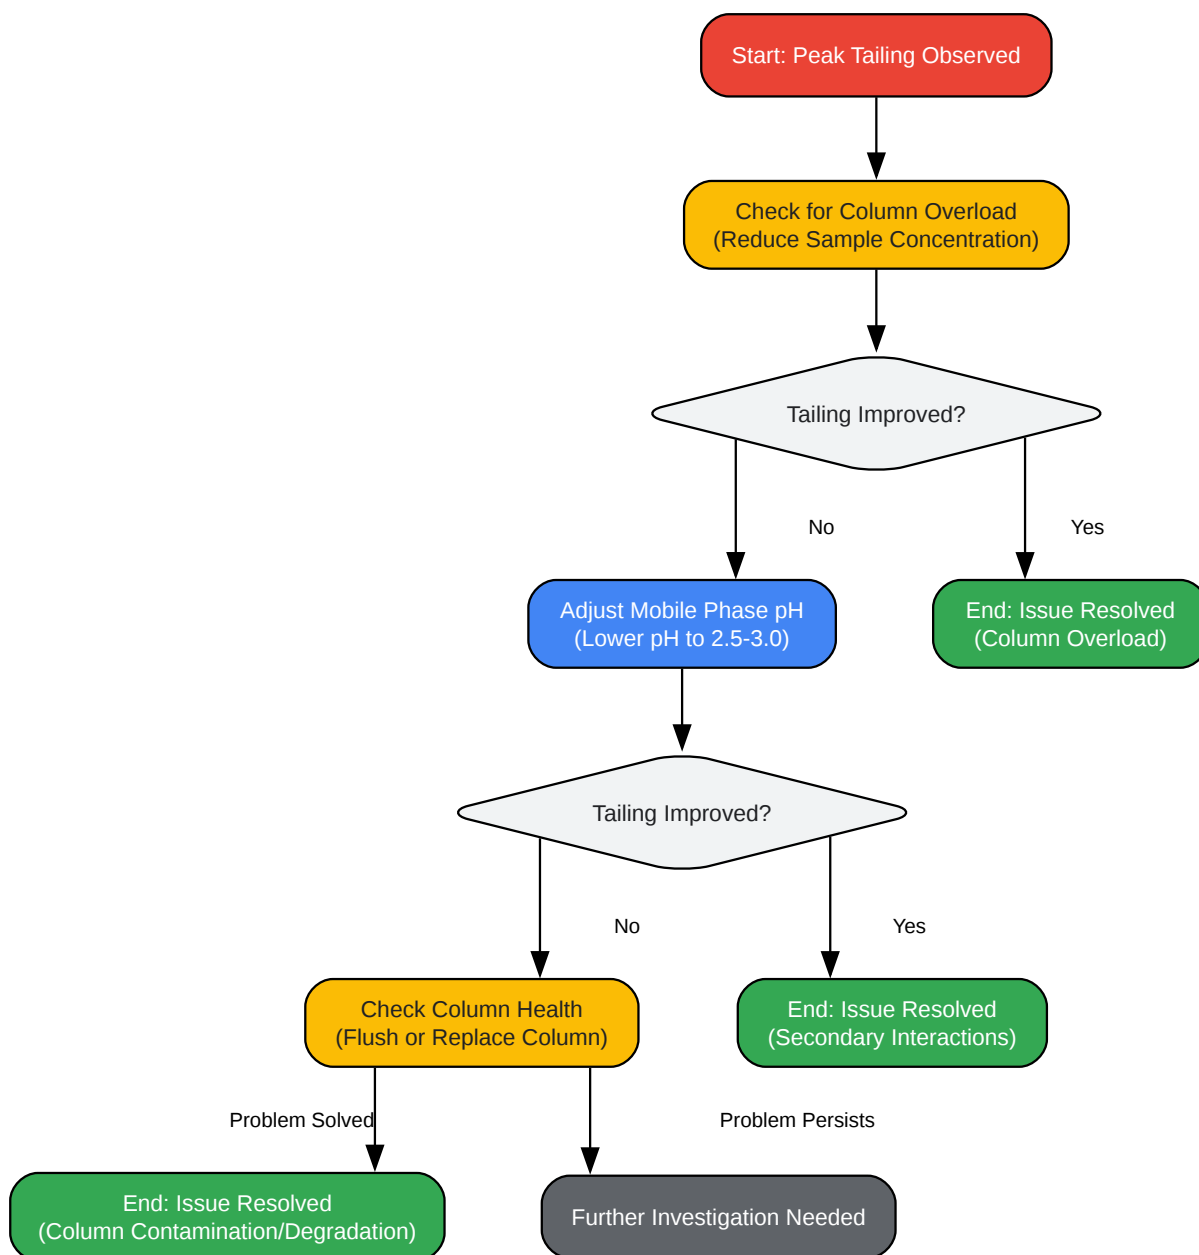 Start: Peak Tailing Observed
Check for Column Overload
(Reduce Sample Concentration)
Tailing Improved?
No
Yes
Adjust Mobile Phase pH
(Lower pH to 2.5-3.0)
End: Issue Resolved
(Column Overload)
Tailing Improved?
No
Yes
Check Column Health
(Flush or Replace Column)
End: Issue Resolved
(Secondary Interactions)
Problem Solved
Problem Persists
End: Issue Resolved
(Column Contamination/Degradation)
Further Investigation Needed